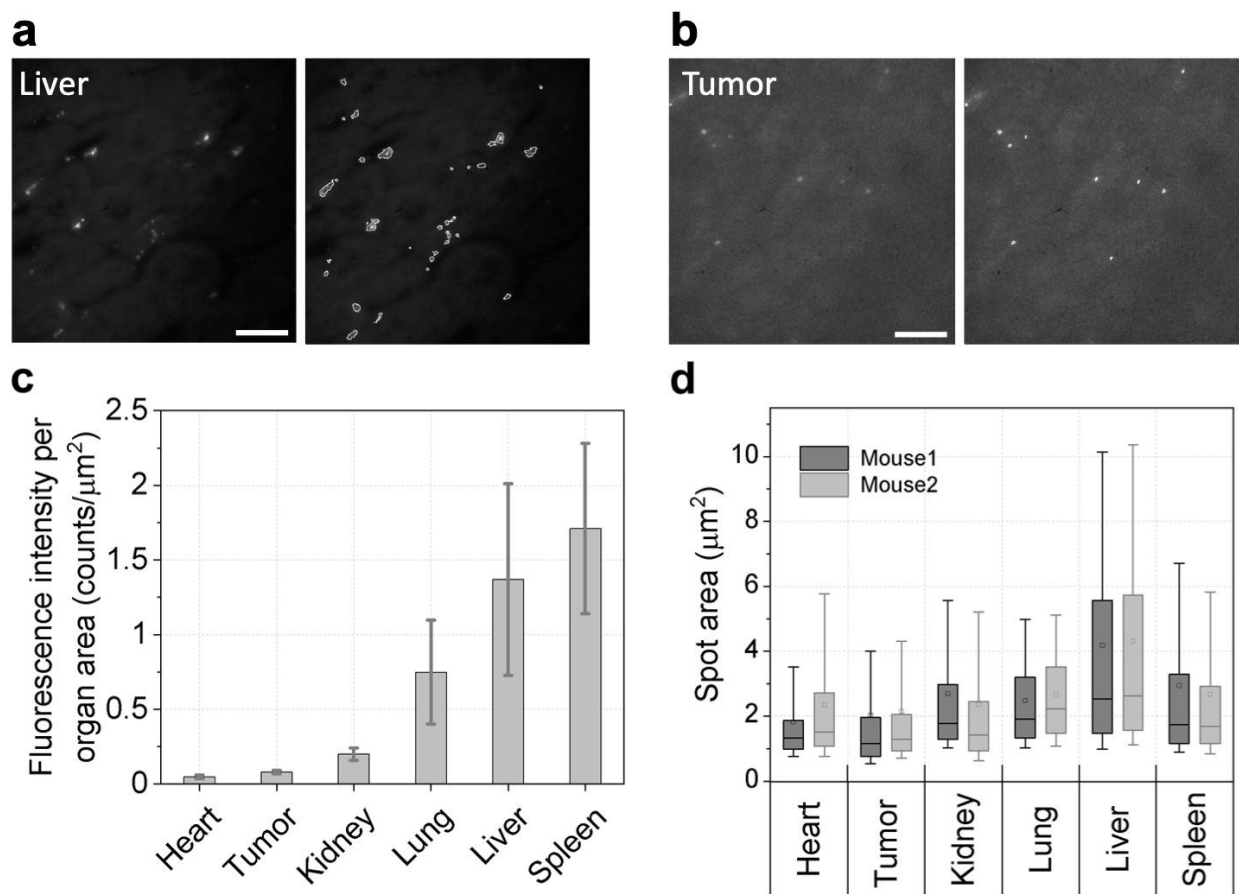 a
Liver
b
Tumor
c
Fluorescence intensity per
organ area (counts/μm²)
2.5
2
1.5
1
0.5
0
Heart
Tumor
Kidney
Lung
Liver
Spleen
d
Spot area (μm²)
10
8
6
4
2
0
Mouse1
Mouse2
Heart
Tumor
Kidney
Lung
Liver
Spleen